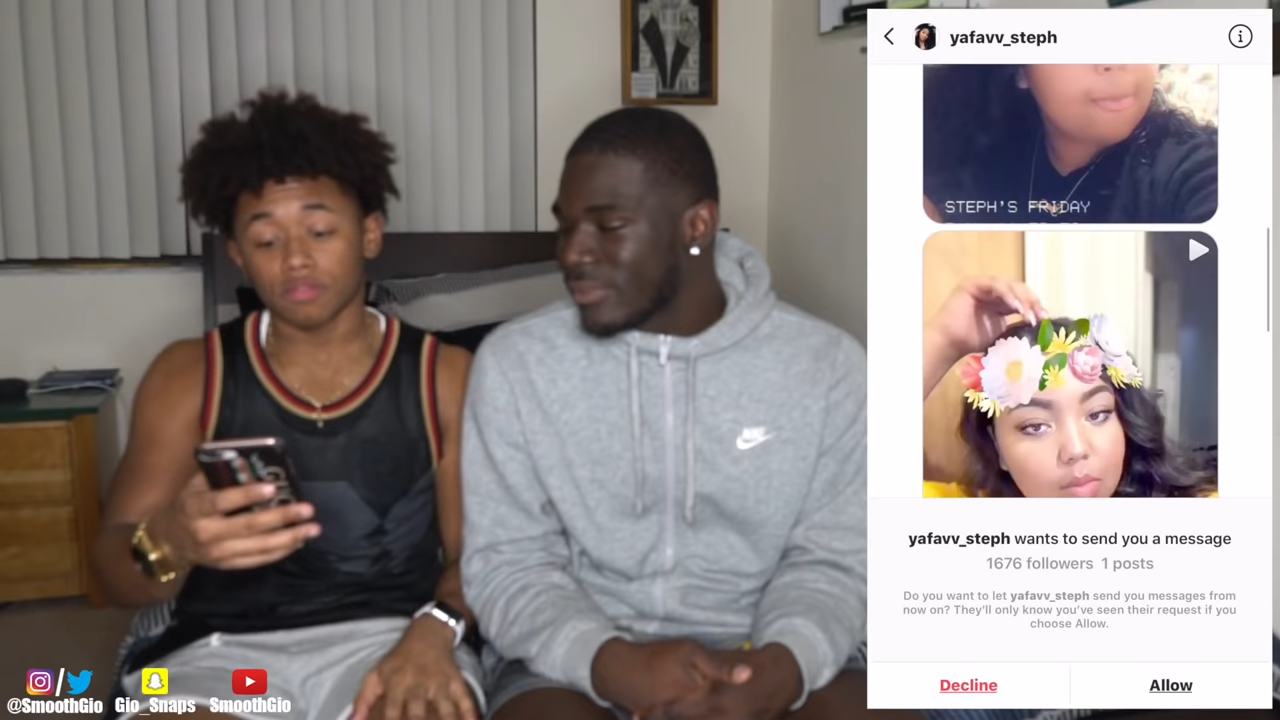 yafavv_steph
STEPH'S FRIDAY
yafavv_steph wants to send you a message
1676 followers 1 posts
Do you want to let yafavv_steph send you messages from
now on? They'll only know you've seen their request if you
choose Allow.
Decline
Allow
@SmoothGio
Gio_Snaps
SmoothGio